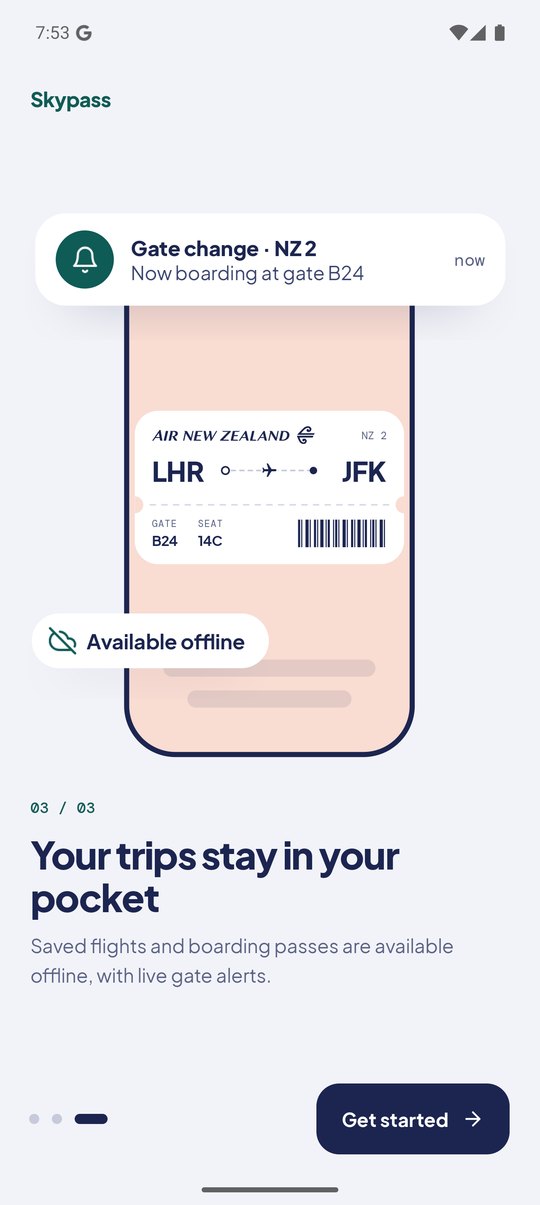 7:53
Skypass
Gate change · NZ 2
Now boarding at gate B24
now
AIR NEW ZEALAND
NZ 2
LHR
JFK
GATE
SEAT
B24
14C
Available offline
03 / 03
Your trips stay in your
pocket
Saved flights and boarding passes are available
offline, with live gate alerts.
Get started